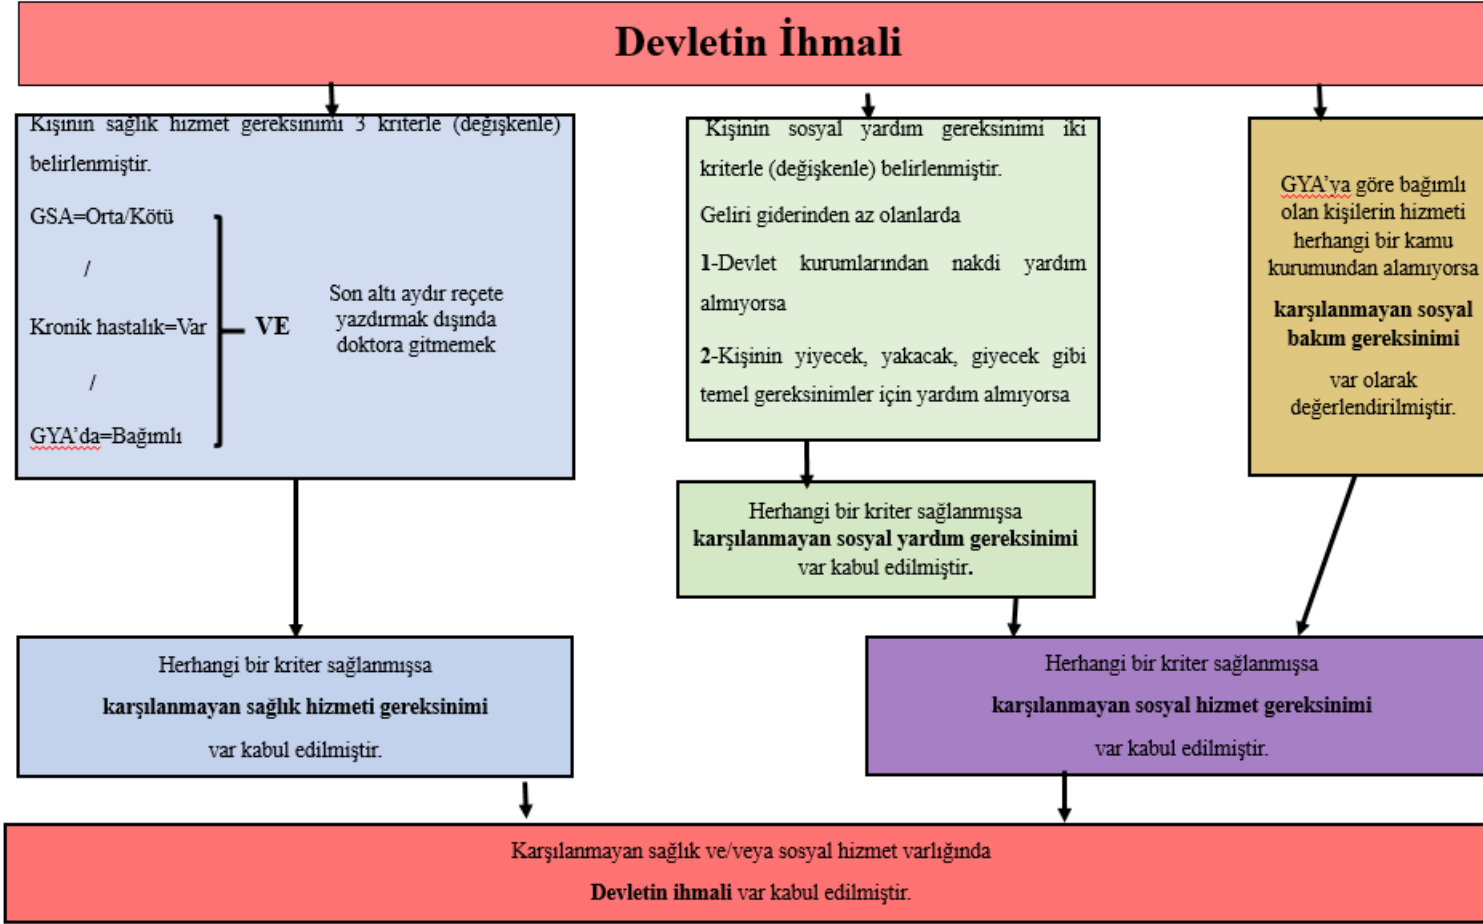 Devletin İhmali
Kişinin sağlık hizmet gereksinimi 3 kriterle (değişkenle)
belirlenmiştir.
GSA=Orta/Kötü
/
Kronik hastalık=Var
/
GYA’da=Bağımlı
VE
Son altı aydır reçete
yazdırmak dışında
doktora gitmemek
Kişinin sosyal yardım gereksinimi iki
kriterle (değişkenle) belirlenmiştir.
Geliri giderinden az olanlarda
1-Devlet kurumlarından nakdi yardım
almıyorsa
2-Kişinin yiyecek, yakacak, giyecek gibi
temel gereksinimler için yardım almıyorsa
GYA’ya göre bağımlı
olan kişilerin hizmeti
herhangi bir kamu
kurumundan alamıyorsa
karşılanmayan sosyal
bakım gereksinimi
var olarak
değerlendirilmiştir.
Herhangi bir kriter sağlanmışsa
karşılanmayan sosyal yardım gereksinimi
var kabul edilmiştir.
Herhangi bir kriter sağlanmışsa
karşılanmayan sağlık hizmeti gereksinimi
var kabul edilmiştir.
Herhangi bir kriter sağlanmışsa
karşılanmayan sosyal hizmet gereksinimi
var kabul edilmiştir.
Karşılanmayan sağlık ve/veya sosyal hizmet varlığında
Devletin ihmali var kabul edilmiştir.